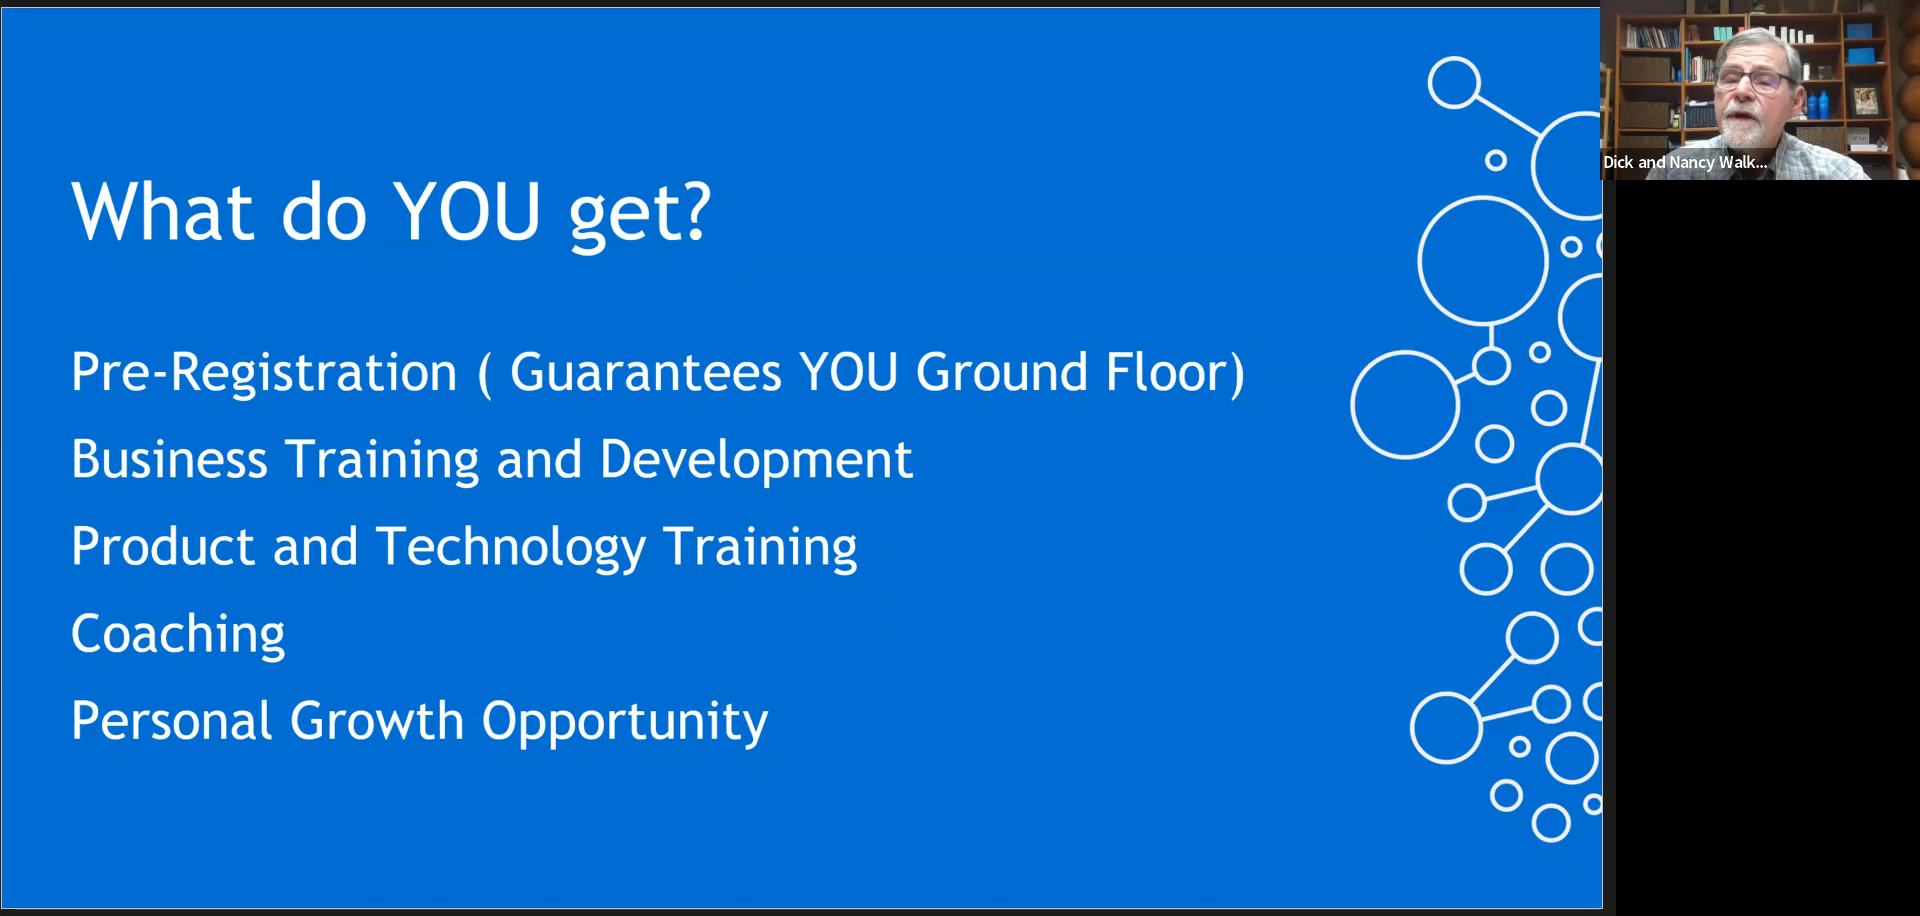 What do YOU get?
Pre-Registration ( Guarantees YOU Ground Floor)
Business Training and Development
Product and Technology Training
Coaching
Personal Growth Opportunity
Dick and Nancy Walk...